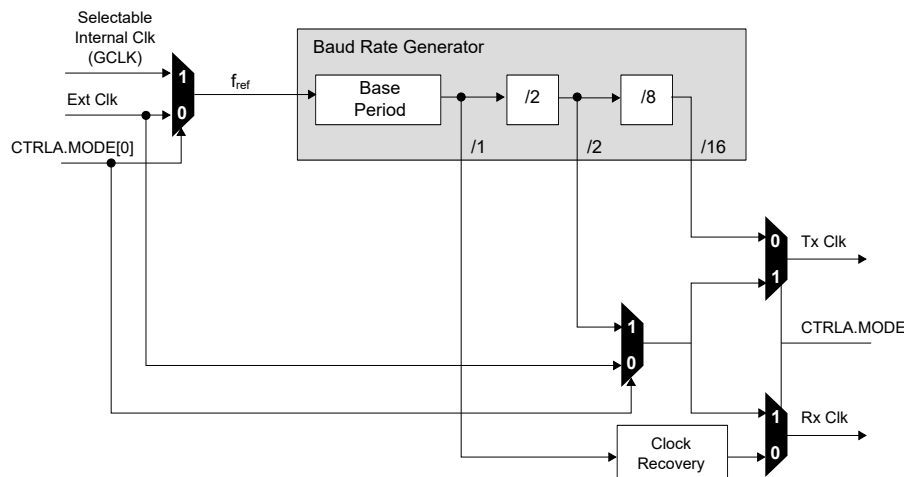 Selectable
Internal Clk
(GCLK)
Baud Rate Generator
1
f_ref
Base
Period
/2
/8
Ext Clk
0
CTRLA.MODE[0]
/1
/2
/16
0
Tx Clk
1
1
CTRLA.MODE
0
1
Rx Clk
Clock
Recovery
0